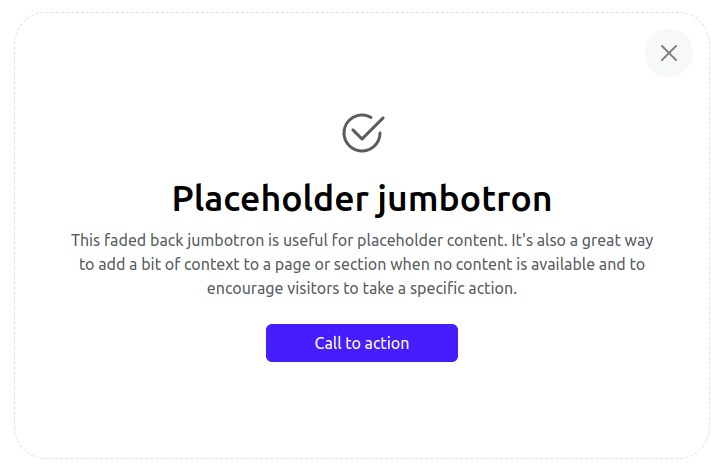 Placeholder jumbotron
This faded back jumbotron is useful for placeholder content. It's also a great way
to add a bit of context to a page or section when no content is available and to
encourage visitors to take a specific action.
Call to action